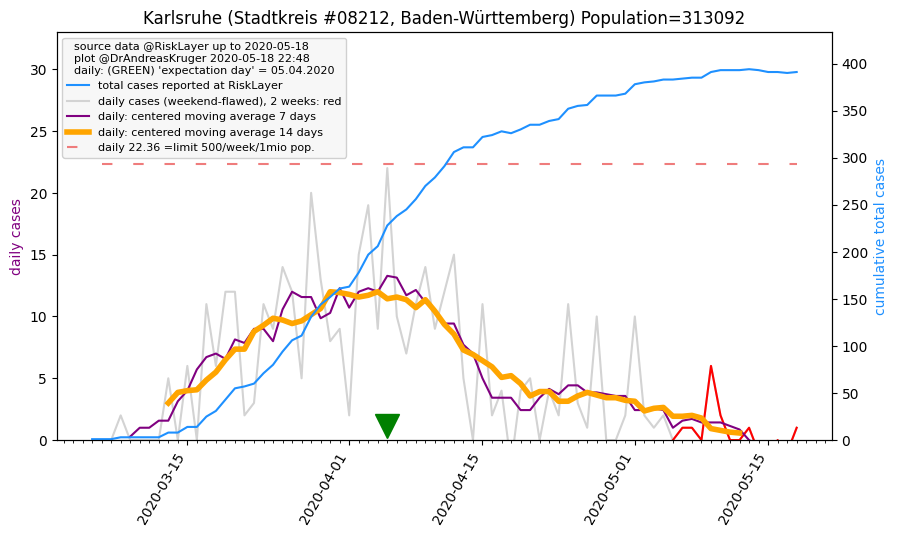 Karlsruhe (Stadtkreis #08212, Baden-Württemberg) Population=313092
source data @RiskLayer up to 2020-05-18
plot @DrAndreasKruger 2020-05-18 22:48
daily: (GREEN) 'expectation day' = 05.04.2020
total cases reported at RiskLayer
daily cases (weekend-flawed), 2 weeks: red
daily: centered moving average 7 days
daily: centered moving average 14 days
daily 22.36 =limit 500/week/1mio pop.
daily cases
30
25
20
15
10
5
0
400
350
300
250
200
150
100
50
0
cumulative total cases
2020-03-15
2020-04-01
2020-04-15
2020-05-01
2020-05-15